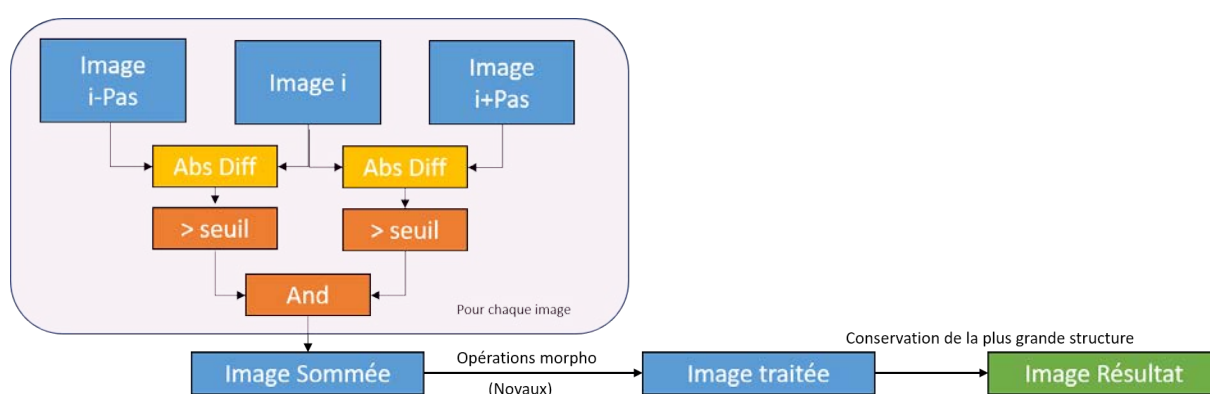 Image
i-Pas
Image i
Image
i+Pas
Abs Diff
Abs Diff
> seuil
> seuil
And
Pour chaque image
Conservation de la plus grande structure
Image Sommée
Opérations morpho
(Noyaux)
Image traitée
Image Résultat